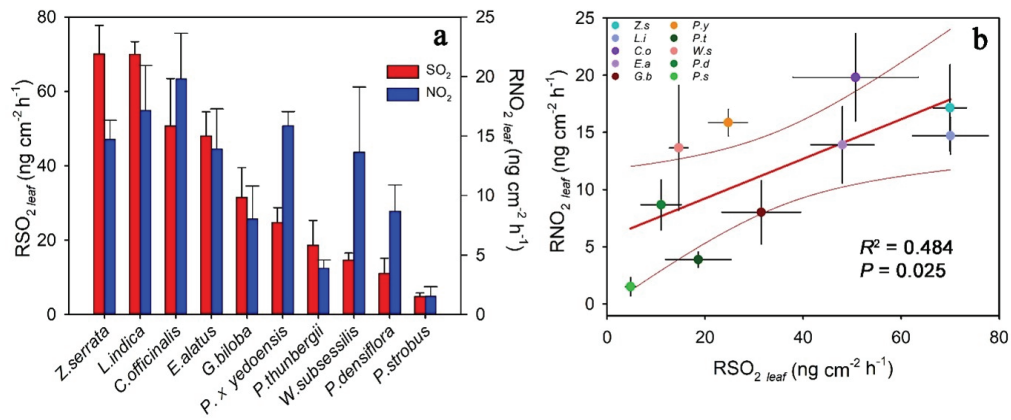 a
80
60
40
20
0
RSO2 leaf (ng cm-2 h-1)
25
20
15
10
5
0
RNO2 leaf (ng cm-2 h-1)
SO2
NO2
Z.serrata
L.indica
C.officinalis
E.alatus
G.biloba
P. x yedoensis
P.thunbergii
W.subsessilis
P.densiflora
P.strobus
b
25
20
15
10
5
0
RNO2 leaf (ng cm-2 h-1)
Z.s
L.i
C.o
E.a
G.b
P.y
P.t
W.s
P.d
P.s
R2 = 0.484
P = 0.025
0
20
40
60
80
RSO2 leaf (ng cm-2 h-1)